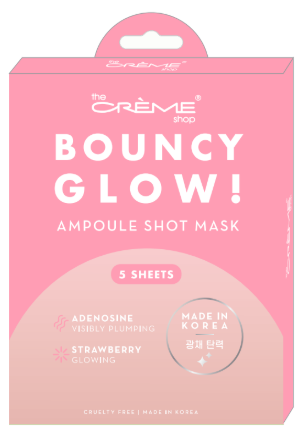 the
CRÈME®
shop
BOUNCY
GLOW!
AMPOULE SHOT MASK
5 SHEETS
ADENOSINE
VISIBLY PLUMPING
STRAWBERRY
GLOWING
MADE IN
KOREA
광채 탄력
CRUELTY FREE | MADE IN KOREA
CRÈME